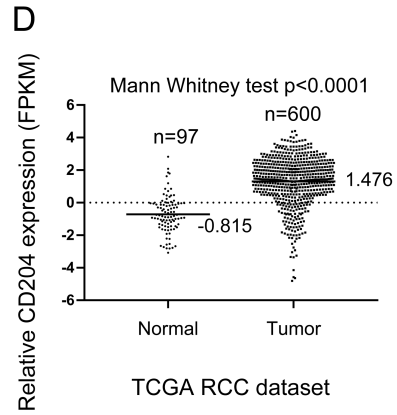 D
Relative CD204 expression (FPKM)
Mann Whitney test p<0.0001
n=600
n=97
6
4
2
0
-2
-4
-6
1.476
-0.815
Normal
Tumor
TCGA RCC dataset